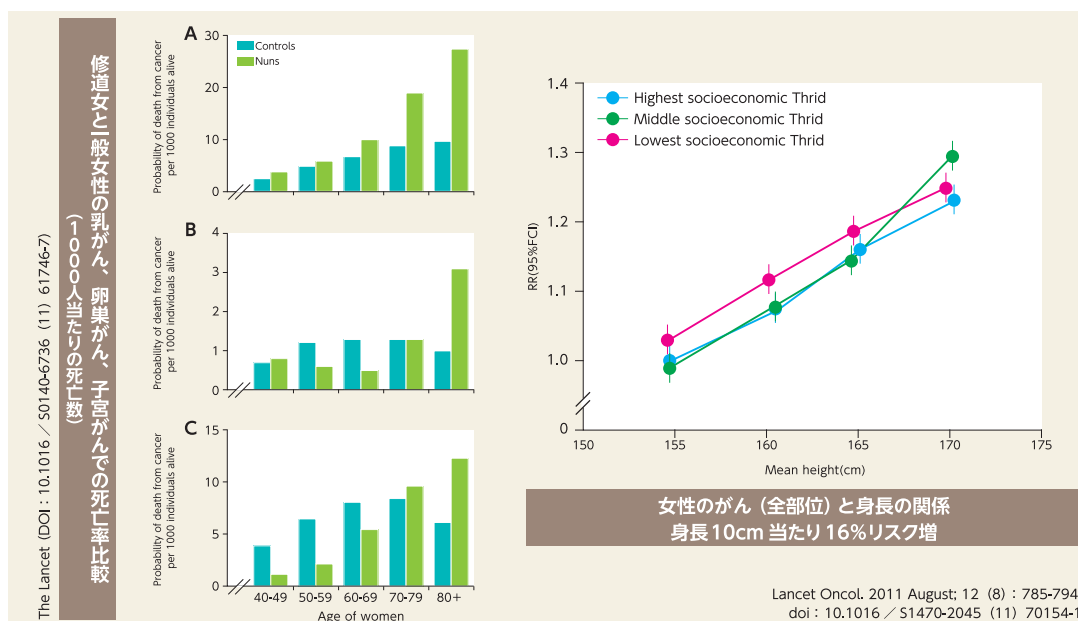 The Lancet (DOI : 10.1016 ／ S0140-6736（11）61746-7)
修道女と一般女性の乳がん、卵巣がん、子宮がんでの死亡率比較
（1000人当たりの死亡数）
A
Probability of death from cancer
per 1000 individuals alive
30
20
10
0
Controls
Nuns
B
Probability of death from cancer
per 1000 individuals alive
4
3
2
1
0
C
Probability of death from cancer
per 1000 individuals alive
15
10
5
0
40-49 50-59 60-69 70-79 80+
Age of women
RR(95%FCI)
1.4
1.3
1.2
1.1
1.0
0
Highest socioeconomic Thrid
Middle socioeconomic Thrid
Lowest socioeconomic Thrid
150 155 160 165 170 175
Mean height(cm)
女性のがん（全部位）と身長の関係
身長10cm 当たり16%リスク増
Lancet Oncol. 2011 August; 12（8）: 785-794
doi : 10.1016 ／ S1470-2045（11）70154-1